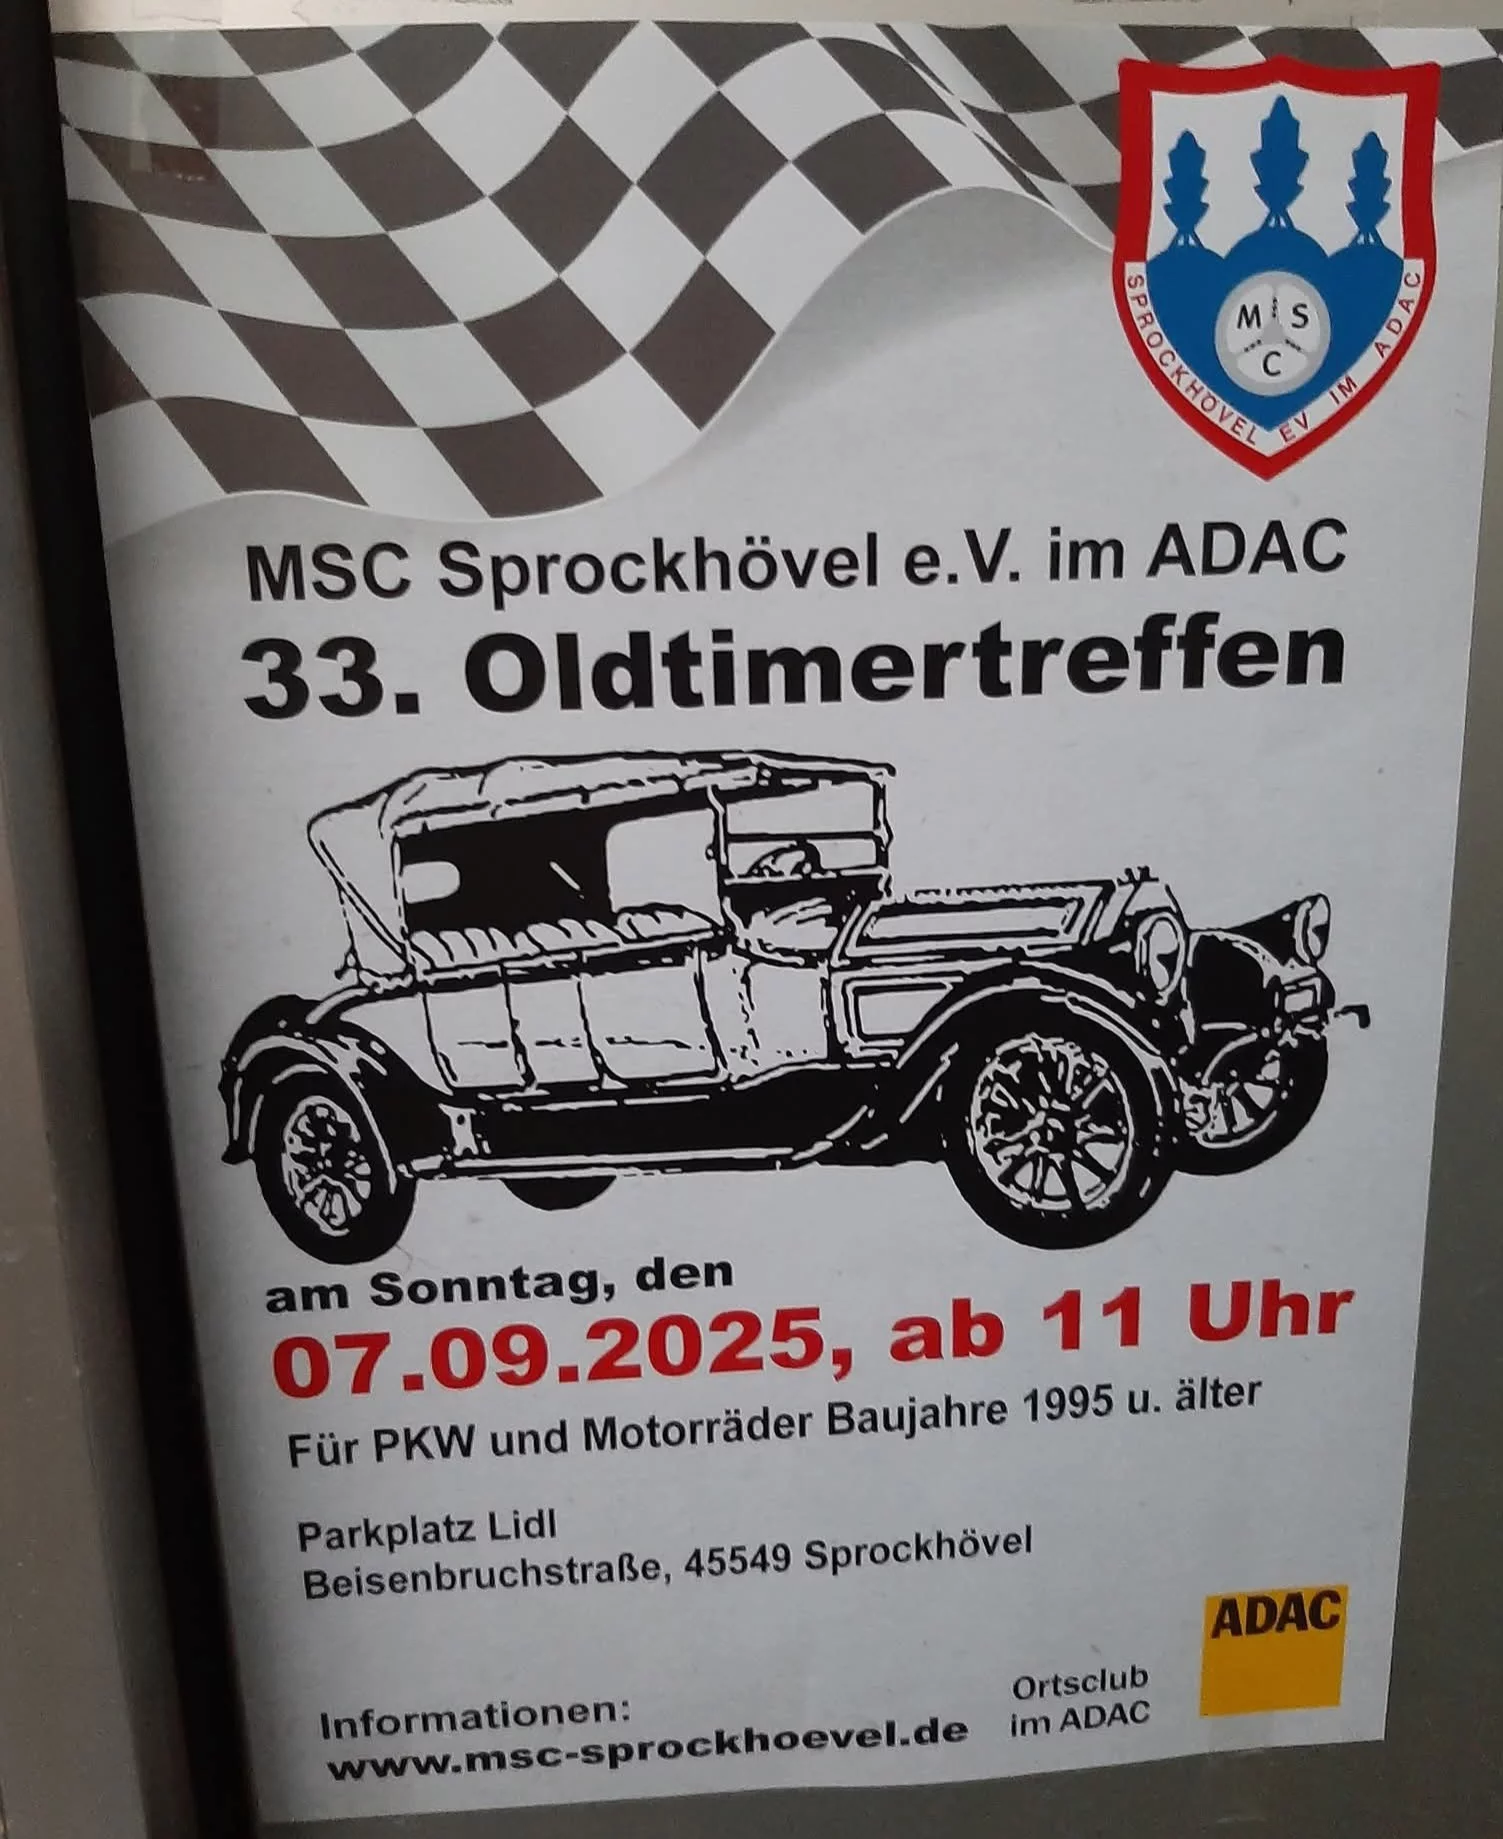 M S
C
SPROCKHÖVEL EV IM ADAC
MSC Sprockhövel e.V. im ADAC
33. Oldtimertreffen
am Sonntag, den
07.09.2025, ab 11 Uhr
Für PKW und Motorräder Baujahre 1995 u. älter
Parkplatz Lidl
Beisenbruchstraße, 45549 Sprockhövel
ADAC
Informationen:
www.msc-sprockhoevel.de
Ortsclub
im ADAC